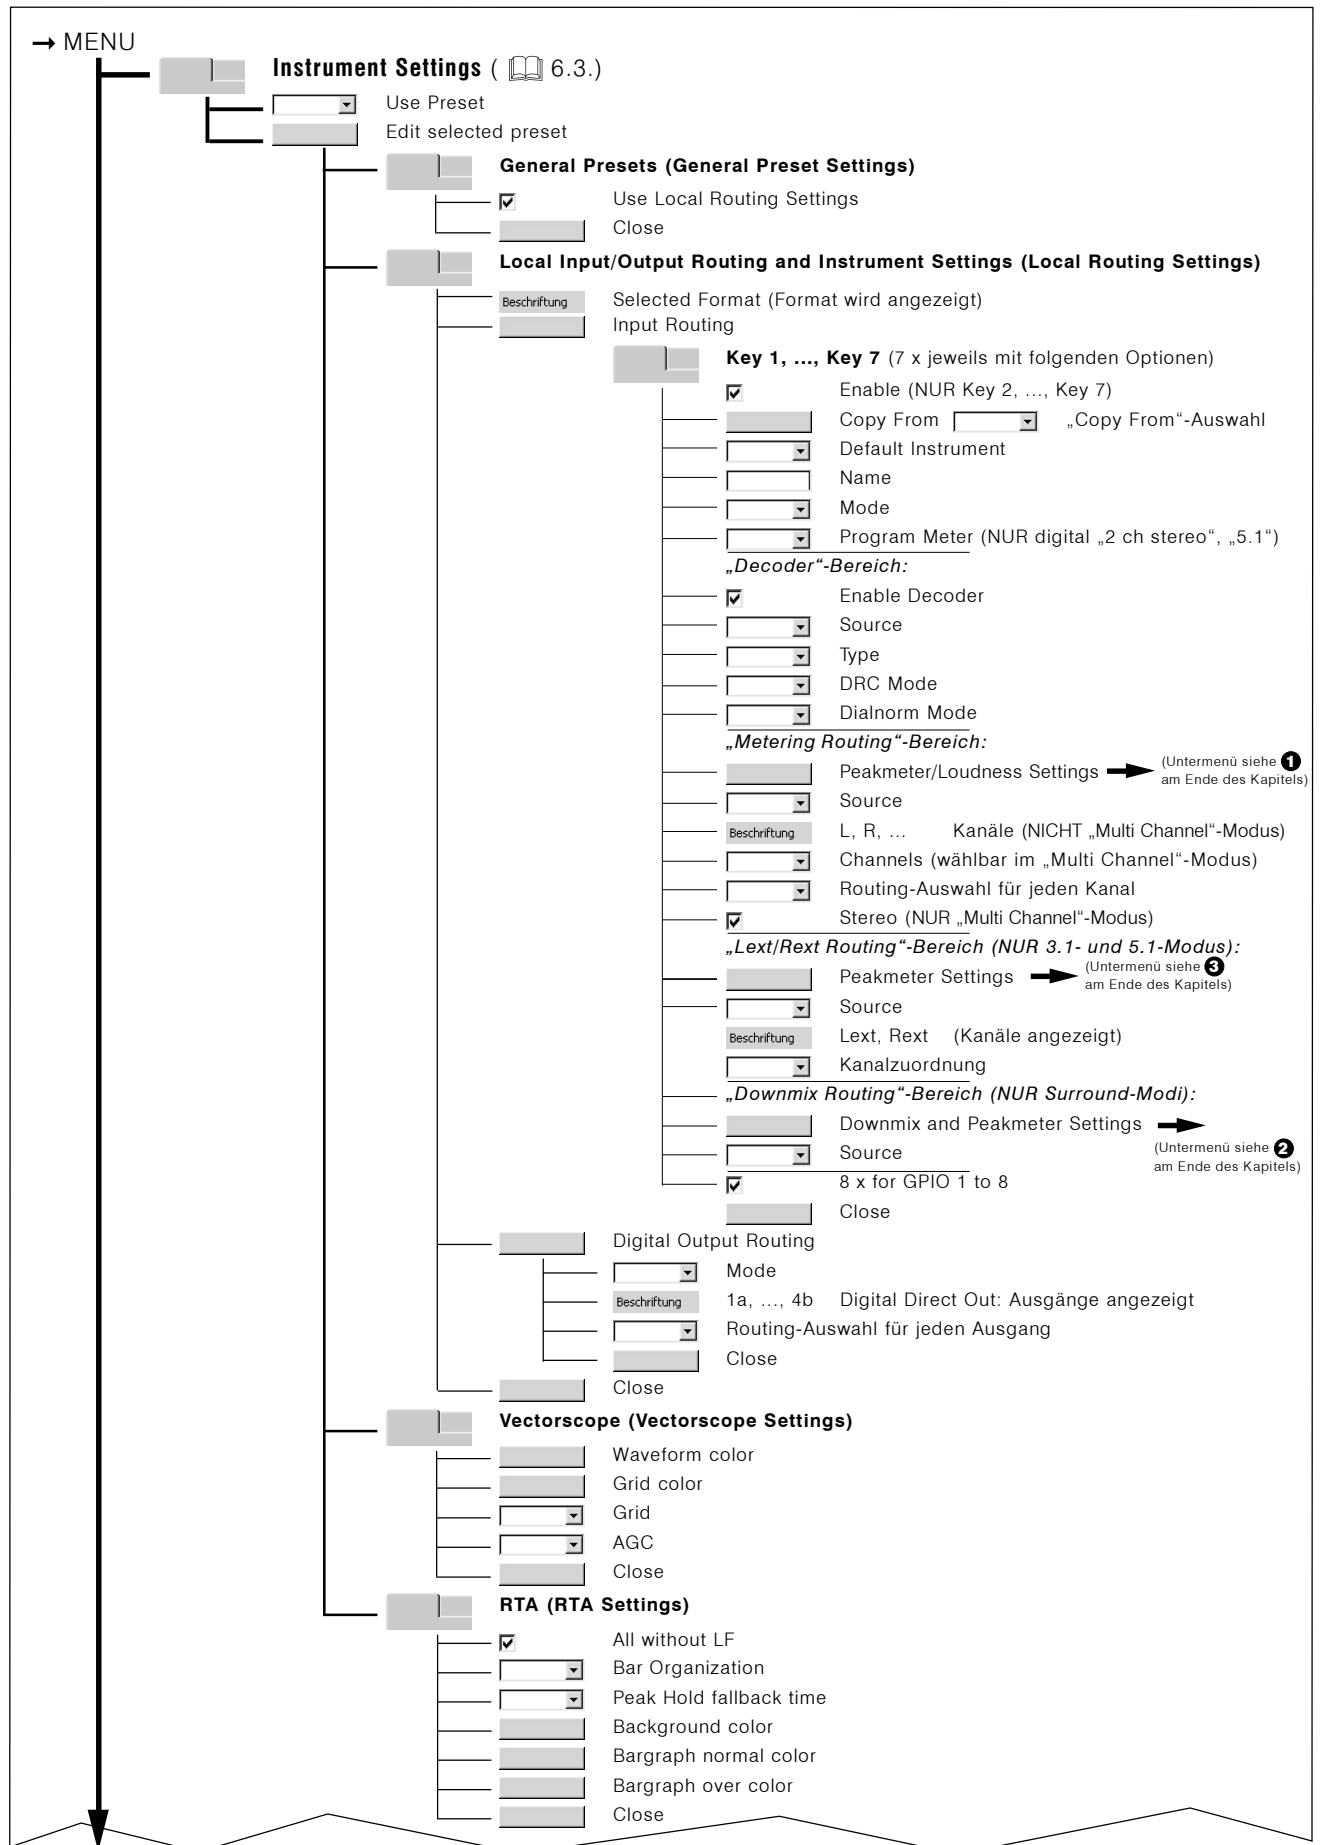 → MENU
Instrument Settings ( 6.3.)
Use Preset
Edit selected preset
General Presets (General Preset Settings)
Use Local Routing Settings
Close
Local Input/Output Routing and Instrument Settings (Local Routing Settings)
Beschriftung Selected Format (Format wird angezeigt)
Input Routing
Key 1, ..., Key 7 (7 x jeweils mit folgenden Optionen)
Enable (NUR Key 2, ..., Key 7)
Copy From „Copy From“-Auswahl
Default Instrument
Name
Mode
Program Meter (NUR digital „2 ch stereo“, „5.1“)
„Decoder“-Bereich:
Enable Decoder
Source
Type
DRC Mode
Dialnorm Mode
„Metering Routing“-Bereich:
Peakmeter/Loudness Settings (Untermenü siehe 1
am Ende des Kapitels)
Source
Beschriftung L, R, ... Kanäle (NICHT „Multi Channel“-Modus)
Channels (wählbar im „Multi Channel“-Modus)
Routing-Auswahl für jeden Kanal
Stereo (NUR „Multi Channel“-Modus)
„Lext/Rext Routing“-Bereich (NUR 3.1- und 5.1-Modus):
Peakmeter Settings (Untermenü siehe 3
am Ende des Kapitels)
Source
Beschriftung Lext, Rext (Kanäle angezeigt)
Kanalzuordnung
„Downmix Routing“-Bereich (NUR Surround-Modi):
Downmix and Peakmeter Settings
(Untermenü siehe 2
am Ende des Kapitels)
Source
8 x for GPIO 1 to 8
Close
Digital Output Routing
Mode
Beschriftung 1a, ..., 4b Digital Direct Out: Ausgänge angezeigt
Routing-Auswahl für jeden Ausgang
Close
Close
Vectorscope (Vectorscope Settings)
Waveform color
Grid color
Grid
AGC
Close
RTA (RTA Settings)
All without LF
Bar Organization
Peak Hold fallback time
Background color
Bargraph normal color
Bargraph over color
Close